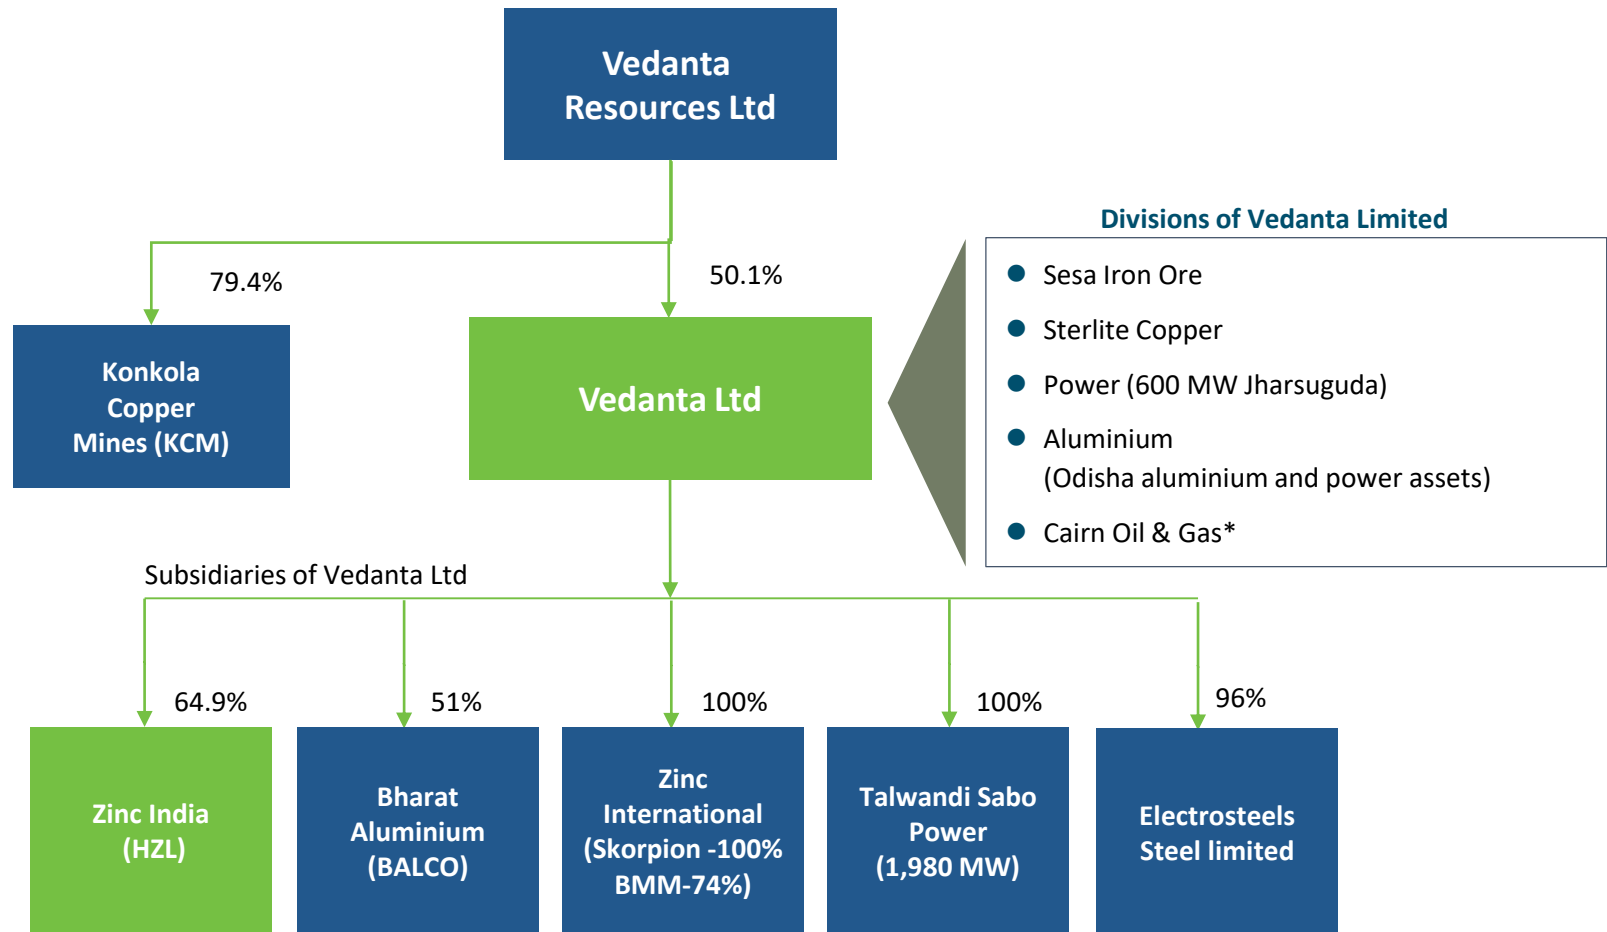 Vedanta
Resources Ltd
79.4%
50.1%
Konkola
Copper
Mines (KCM)
Vedanta Ltd
Divisions of Vedanta Limited
Sesa Iron Ore
Sterlite Copper
Power (600 MW Jharsuguda)
Aluminium
(Odisha aluminium and power assets)
Cairn Oil & Gas*
Subsidiaries of Vedanta Ltd
64.9%
51%
100%
100%
96%
Zinc India
(HZL)
Bharat
Aluminium
(BALCO)
Zinc
International
(Skorpion -100%
BMM-74%)
Talwandi Sabo
Power
(1,980 MW)
Electrosteels
Steel limited